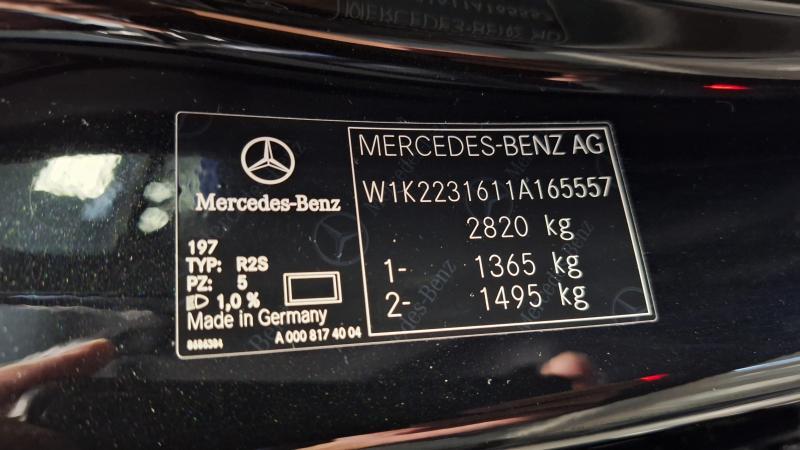 Mercedes-Benz
197
TYP: R2S
PZ: 5
1,0 %
Made in Germany
A 000 817 40 04
MERCEDES-BENZ AG
W1K2231611A165557
2820 kg
1- 1365 kg
2- 1495 kg